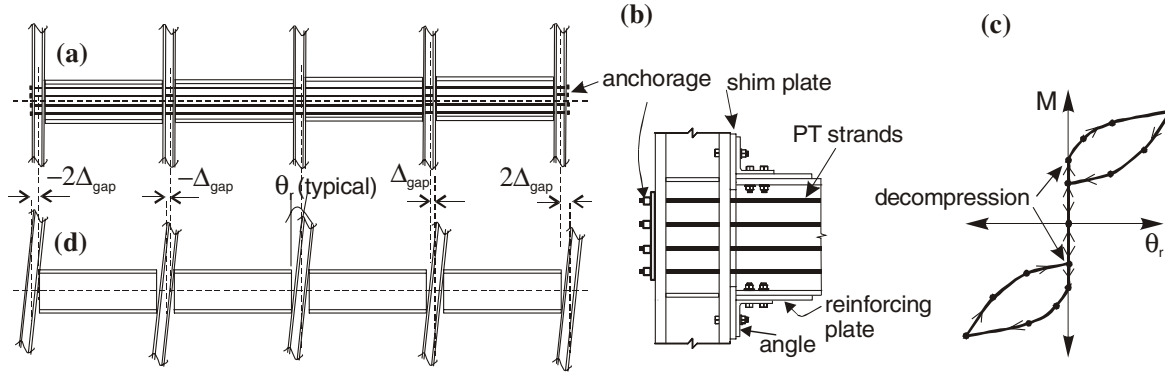 (a)
anchorage
−2Δgap
−Δgap
θr (typical)
Δgap
2Δgap
(d)
(b)
shim plate
PT strands
reinforcing
plate
angle
(c)
M
decompression
θr